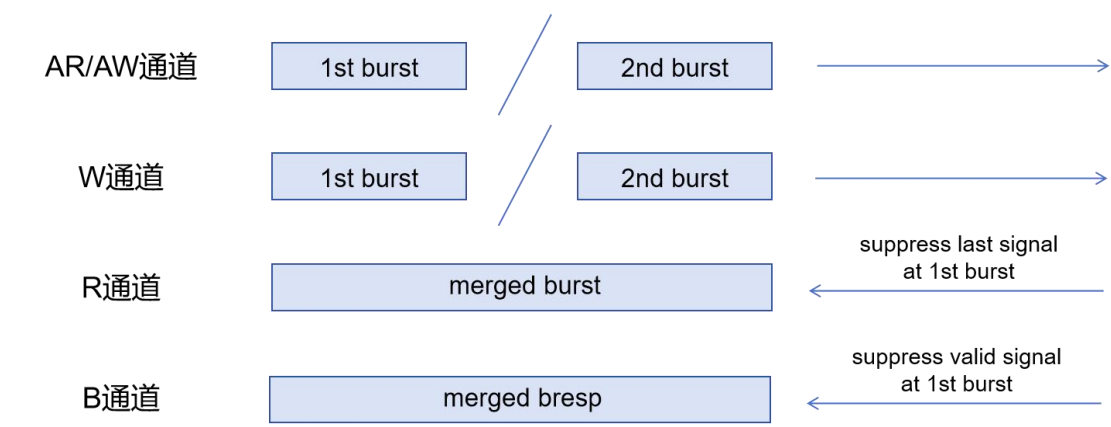 AR/AW通道
1st burst
2nd burst
W通道
1st burst
2nd burst
R通道
merged burst
suppress last signal
at 1st burst
B通道
merged bresp
suppress valid signal
at 1st burst